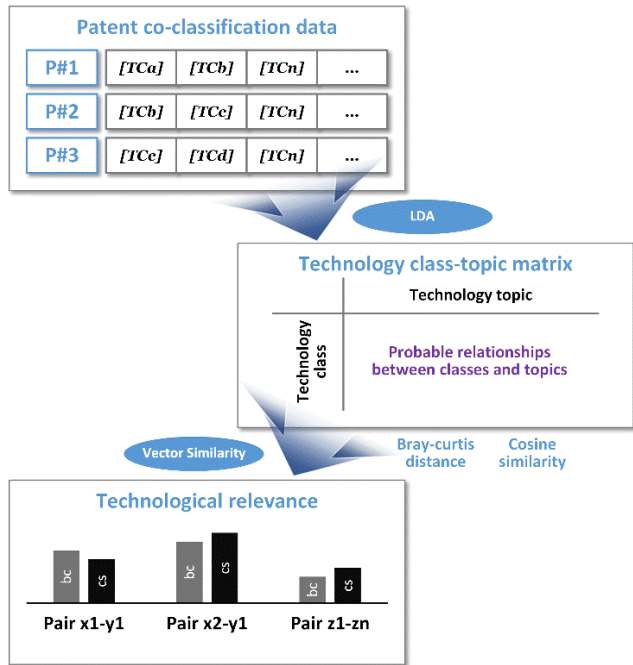 Patent co-classification data
P#1 [TCa] [TCb] [TCn] ...
P#2 [TCb] [TCc] [TCn] ...
P#3 [TCc] [TCd] [TCn] ...
LDA
Technology class-topic matrix
Technology topic
Technology
class
Probable relationships
between classes and topics
Vector Similarity
Bray-curtis
distance
Cosine
similarity
Technological relevance
bc cs bc cs bc cs
Pair x1-y1 Pair x2-y1 Pair z1-zn